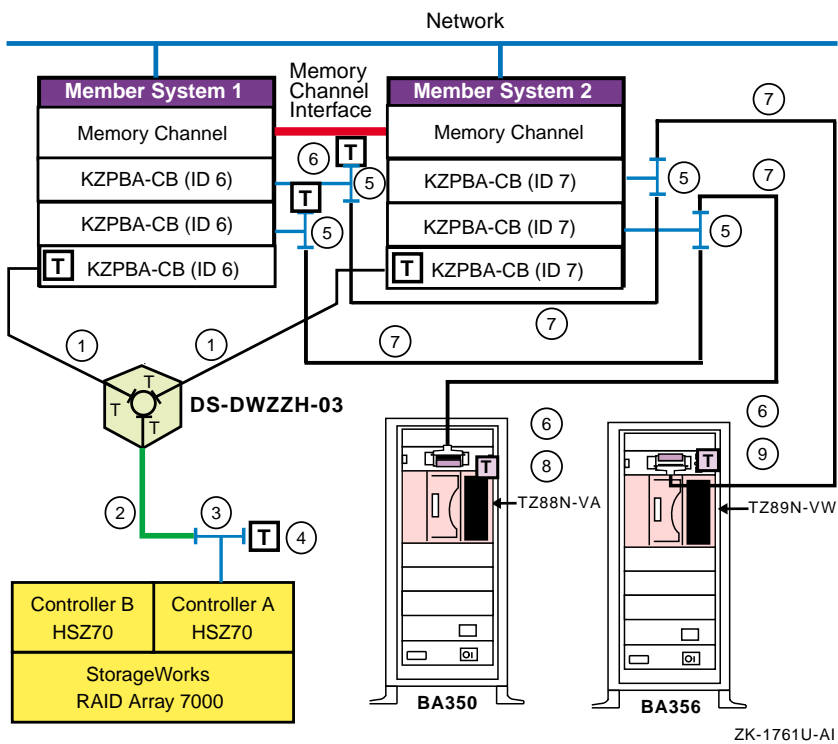 Network
Member System 1
Memory
Channel
Interface
Member System 2
7
Memory Channel
T
Memory Channel
6
KZPBA-CB (ID 6)
T
5
KZPBA-CB (ID 7)
5
7
KZPBA-CB (ID 6)
5
KZPBA-CB (ID 7)
5
T
KZPBA-CB (ID 6)
T
KZPBA-CB (ID 7)
7
7
1
1
T
T
T
DS-DWZZH-03
6
6
8
9
T
T
TZ88N-VA
TZ89N-VW
2
3
T
4
Controller B
HSZ70
Controller A
HSZ70
StorageWorks
RAID Array 7000
BA350
BA356
ZK-1761U-AI